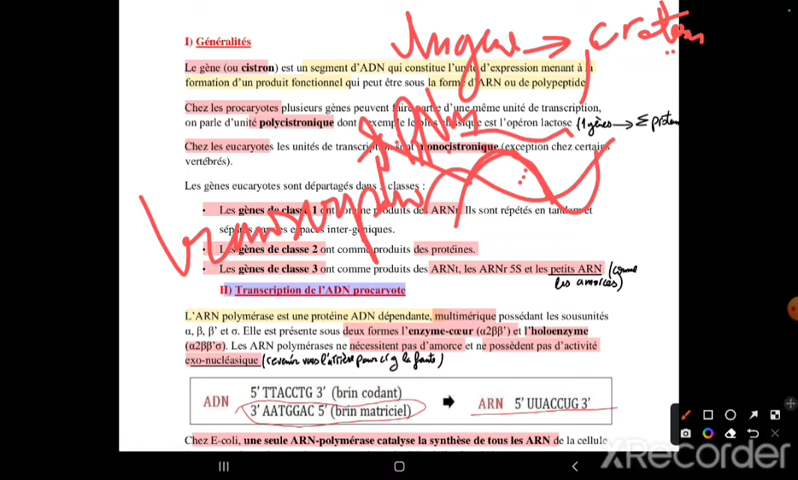 I) Généralités
Le gène (ou cistron) est un segment d'ADN qui constitue l'unité d'expression menant à la
formation d'un produit fonctionnel qui peut être sous la forme d'ARN ou de polypeptide.
Chez les procaryotes plusieurs gènes peuvent faire partie d'une même unité de transcription,
on parle d'unité polycistronique dont l'exemple le plus classique est l'opéron lactose
Chez les eucaryotes les unités de transcription sont monocistronique (exception chez certains
vertébrés).
Les gènes eucaryotes sont départagés dans 3 classes :
• Les gènes de classe 1 ont comme produits des ARNr. Ils sont répétés en tandem et
séparés par des espaces inter-géniques.
• Les gènes de classe 2 ont comme produits des protéines.
• Les gènes de classe 3 ont comme produits des ARNt, les ARNr 5S et les petits ARN (comme
les amorces)
II) Transcription de l'ADN procaryote
L'ARN polymérase est une protéine ADN dépendante, multimérique possédant les sousunités
α, β, β' et σ. Elle est présente sous deux formes l'enzyme-cœur (α2ββ') et l'holoenzyme
(α2ββ'σ). Les ARN polymérases ne nécessitent pas d'amorce et ne possèdent pas d'activité
exo-nucléasique (revenir vers l'arrière pour
ADN 5' TTACCTG 3' (brin codant)
3' AATGGAC 5' (brin matriciel)
ARN 5' UUACCUG 3'
Chez E-coli, une seule ARN-polymérase catalyse la synthèse de tous les ARN de la cellule
XRecorder